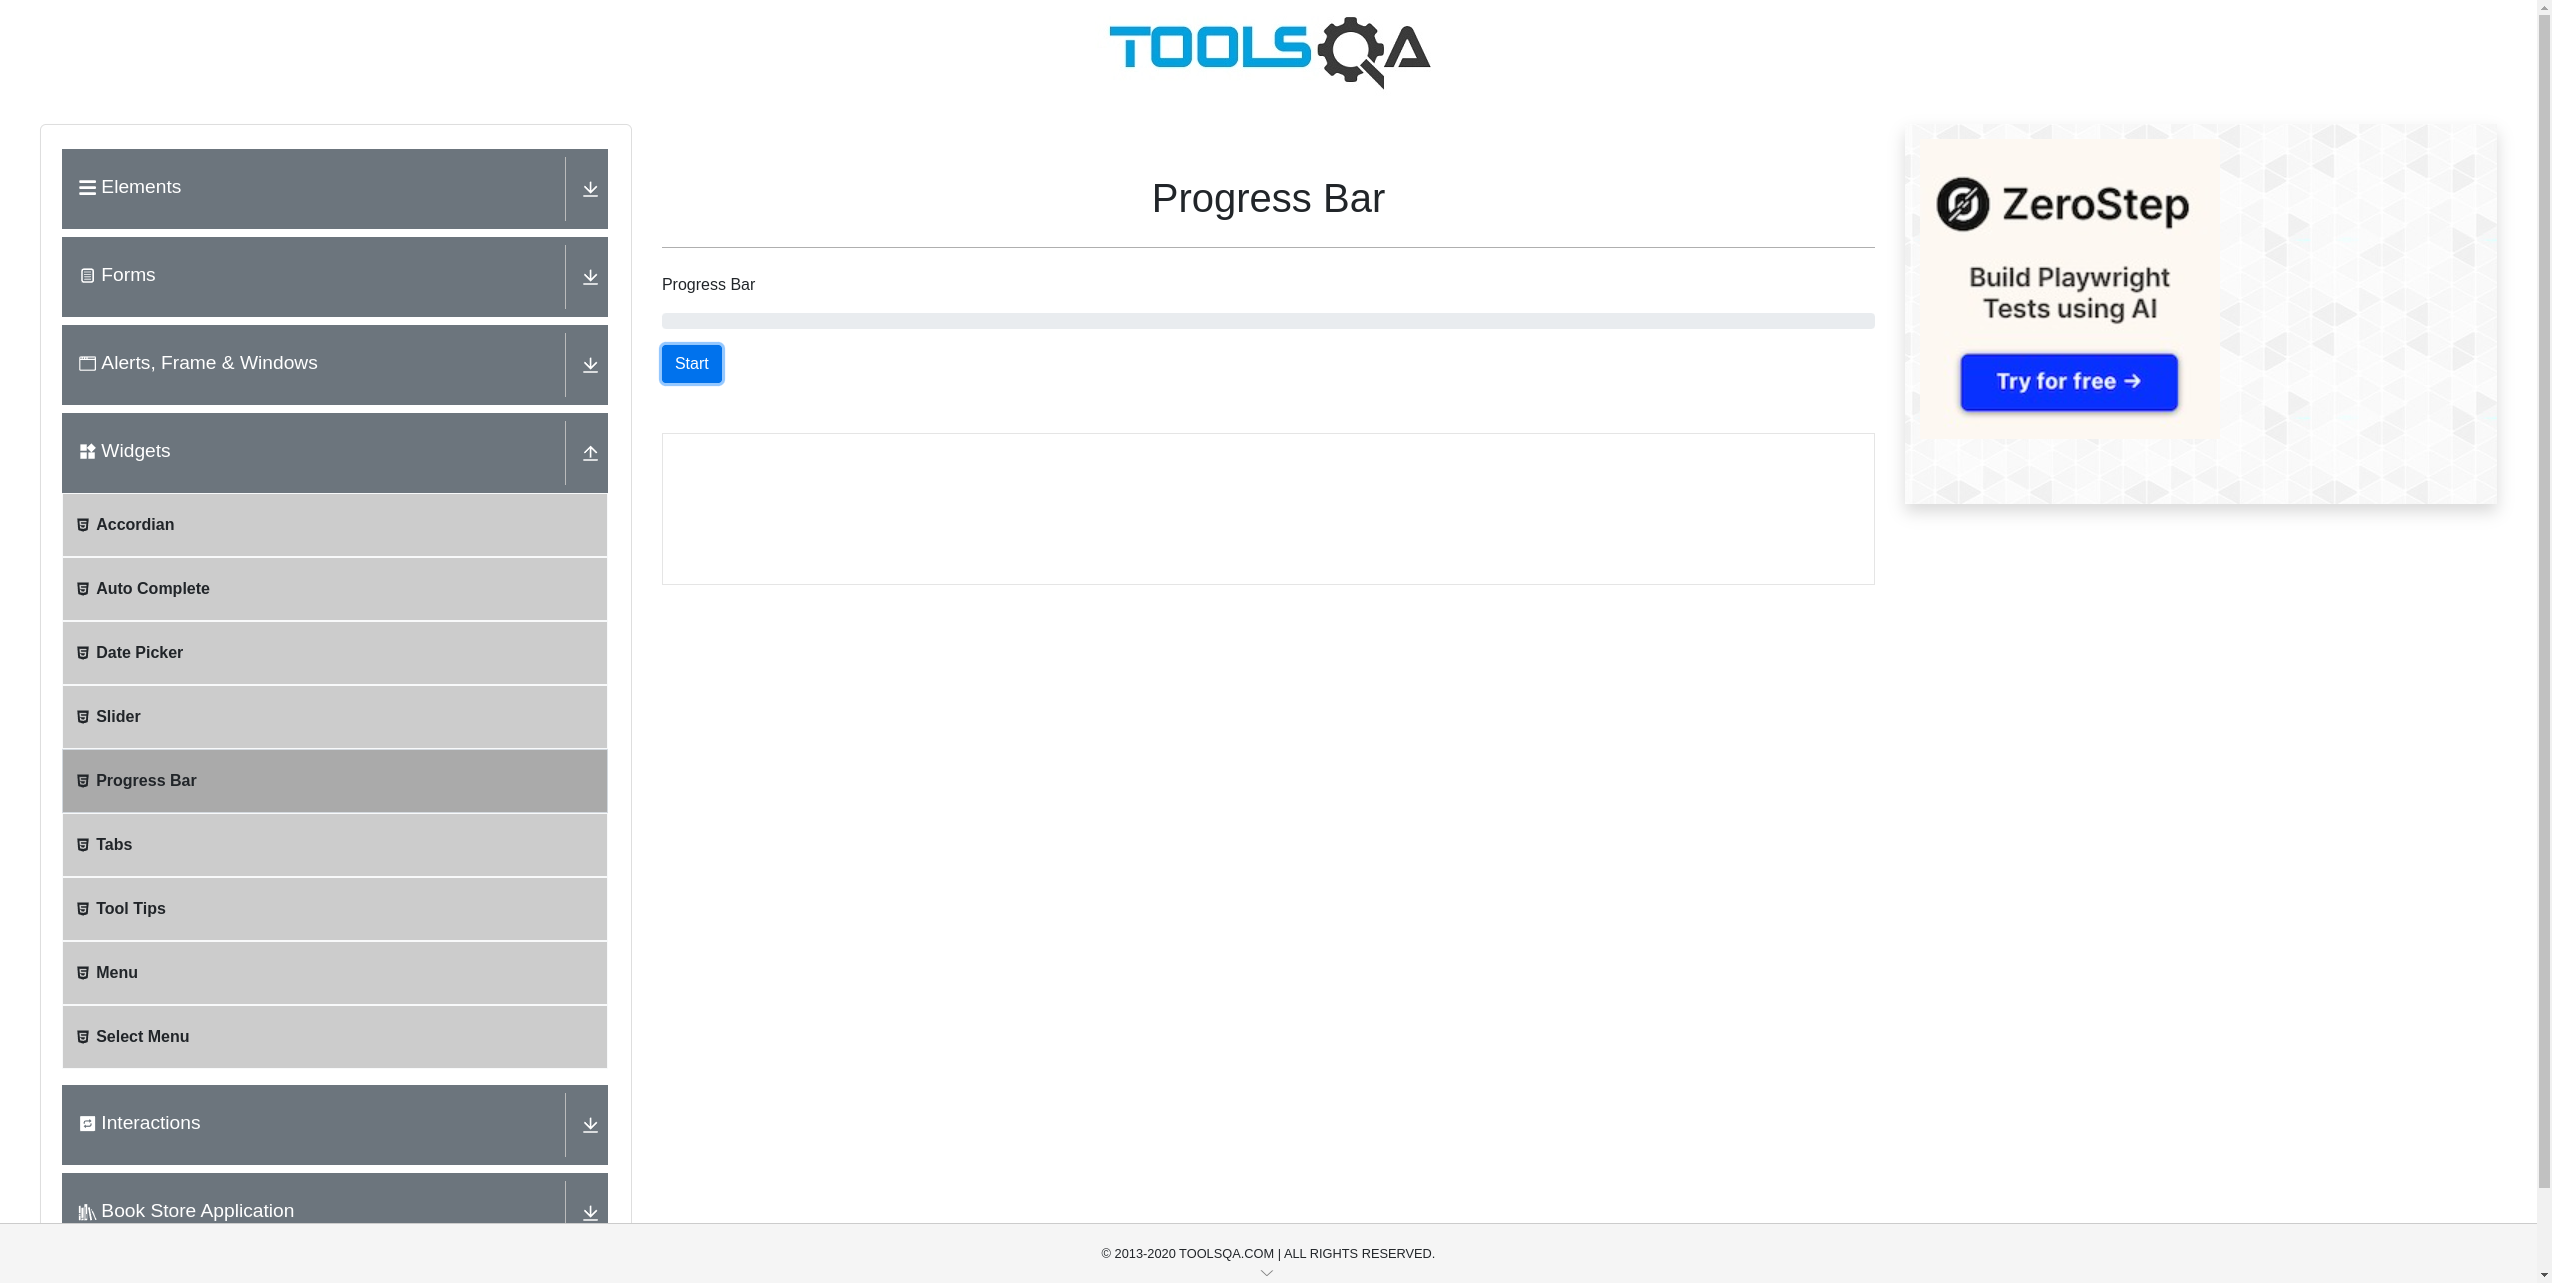 TOOLSQA
Elements
Forms
Alerts, Frame & Windows
Widgets
Accordian
Auto Complete
Date Picker
Slider
Progress Bar
Tabs
Tool Tips
Menu
Select Menu
Interactions
Book Store Application
Progress Bar
Progress Bar
Start
ZeroStep
Build Playwright
Tests using AI
Try for free →
© 2013-2020 TOOLSQA.COM | ALL RIGHTS RESERVED.